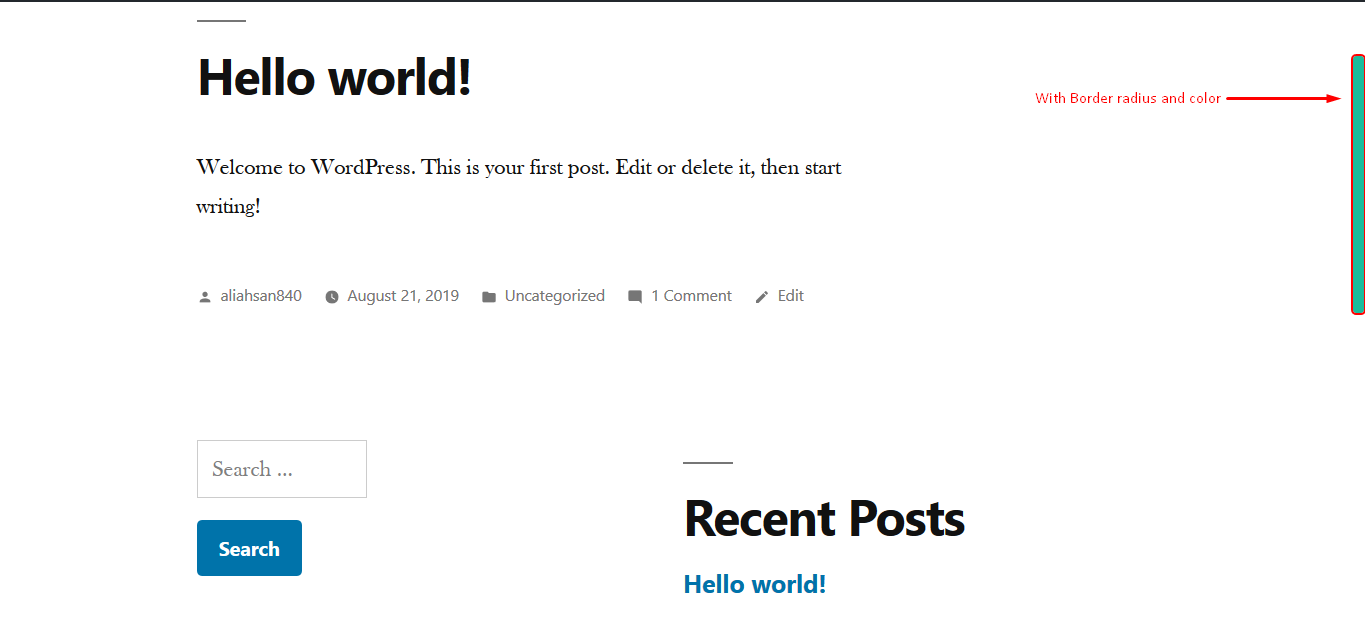 Hello world!
With Border radius and color
Welcome to WordPress. This is your first post. Edit or delete it, then start
writing!
aliahsan840 August 21, 2019 Uncategorized 1 Comment Edit
Search ...
Search
Recent Posts
Hello world!